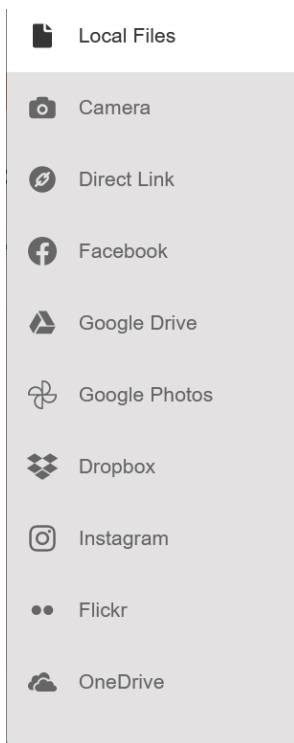 Local Files
Camera
Direct Link
Facebook
Google Drive
Google Photos
Dropbox
Instagram
Flickr
OneDrive